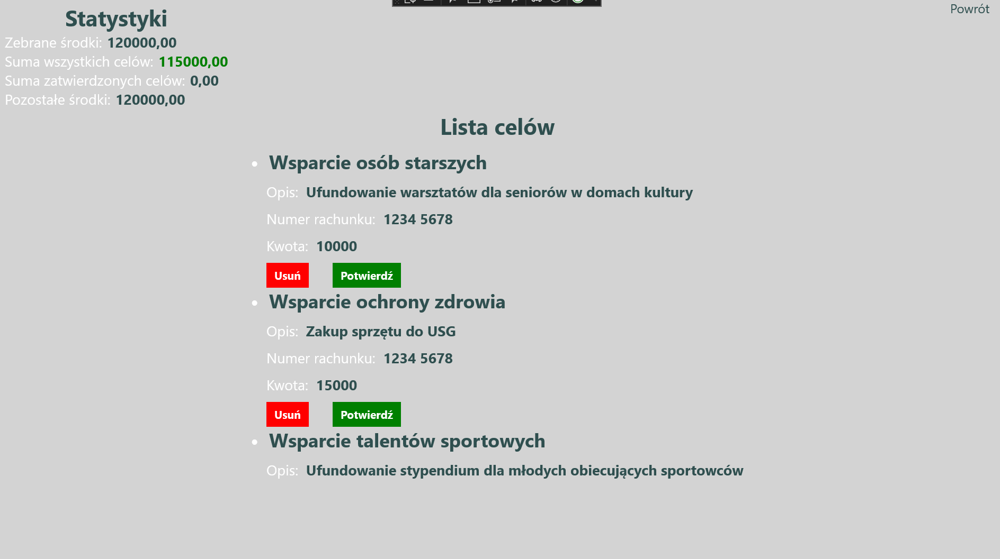 Powrót
Statystyki
Zebrane środki: 120000,00
Suma wszystkich celów: 115000,00
Suma zatwierdzonych celów: 0,00
Pozostałe środki: 120000,00
Lista celów
• Wsparcie osób starszych
Opis: Ufundowanie warsztatów dla seniorów w domach kultury
Numer rachunku: 1234 5678
Kwota: 10000
Usuń Potwierdź
• Wsparcie ochrony zdrowia
Opis: Zakup sprzętu do USG
Numer rachunku: 1234 5678
Kwota: 15000
Usuń Potwierdź
• Wsparcie talentów sportowych
Opis: Ufundowanie stypendium dla młodych obiecujących sportowców